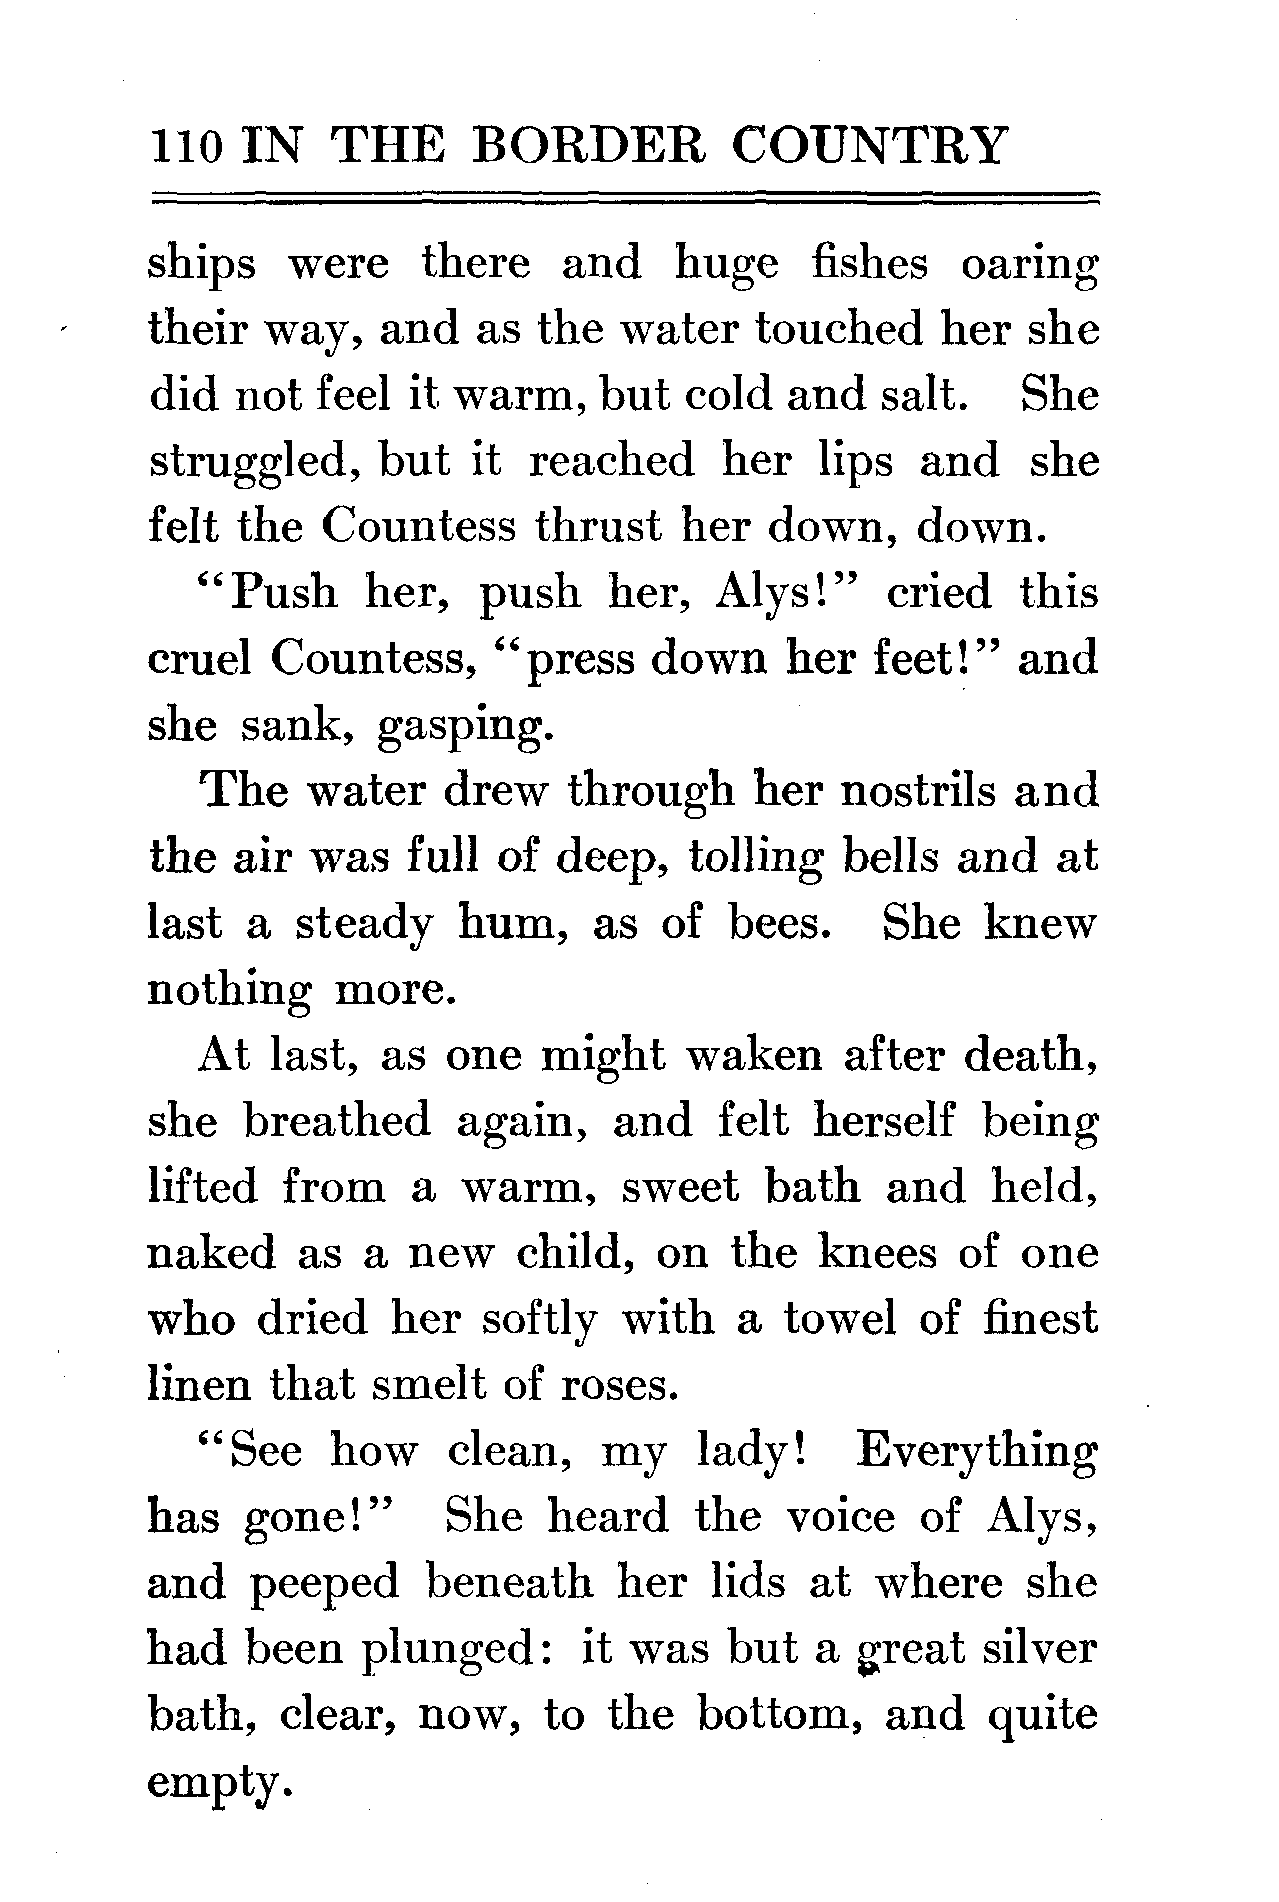 110 IN THE BORDER COUNTRY
ships were there and huge fishes oaring
their way, and as the water touched her she
did not feel it warm, but cold and salt. She
struggled, but it reached her lips and she
felt the Countess thrust her down, down.
“Push her, push her, Alys!” cried this
cruel Countess, “press down her feet!” and
she sank, gasping.
The water drew through her nostrils and
the air was full of deep, tolling bells and at
last a steady hum, as of bees. She knew
nothing more.
At last, as one might waken after death,
she breathed again, and felt herself being
lifted from a warm, sweet bath and held,
naked as a new child, on the knees of one
who dried her softly with a towel of finest
linen that smelt of roses.
“See how clean, my lady! Everything
has gone!” She heard the voice of Alys,
and peeped beneath her lids at where she
had been plunged: it was but a great silver
bath, clear, now, to the bottom, and quite
empty.